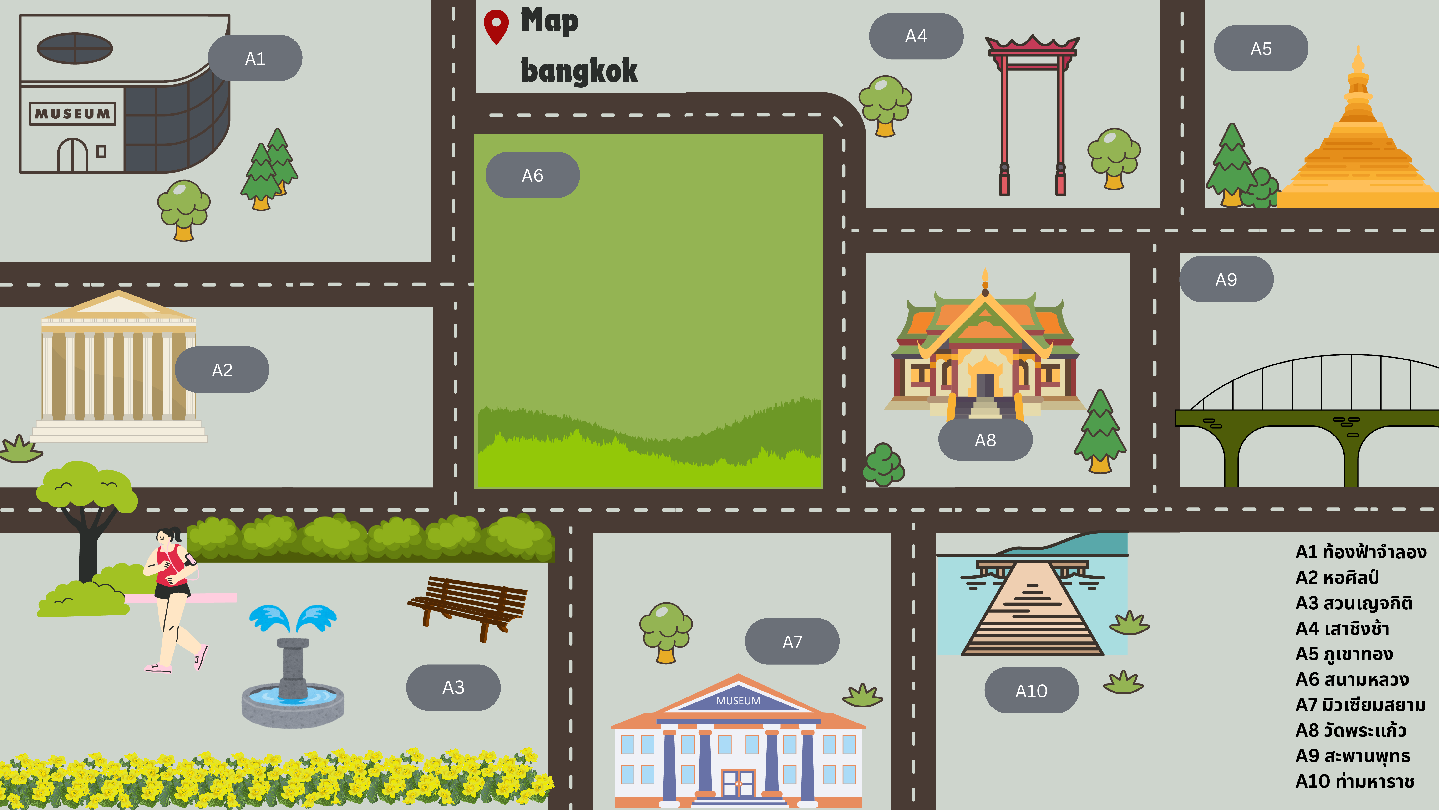 Map
bangkok
A1
MUSEUM
A4
A5
A6
A9
A2
A8
A3
A7
MUSEUM
A10
A1 ท้องฟ้าจำลอง
A2 หอศิลป์
A3 สวนเญจกิติ
A4 เสาชิงช้า
A5 ภูเขาทอง
A6 สนามหลวง
A7 มิวเซียมสยาม
A8 วัดพระแก้ว
A9 สะพานพุทธ
A10 ท่ามหาราช